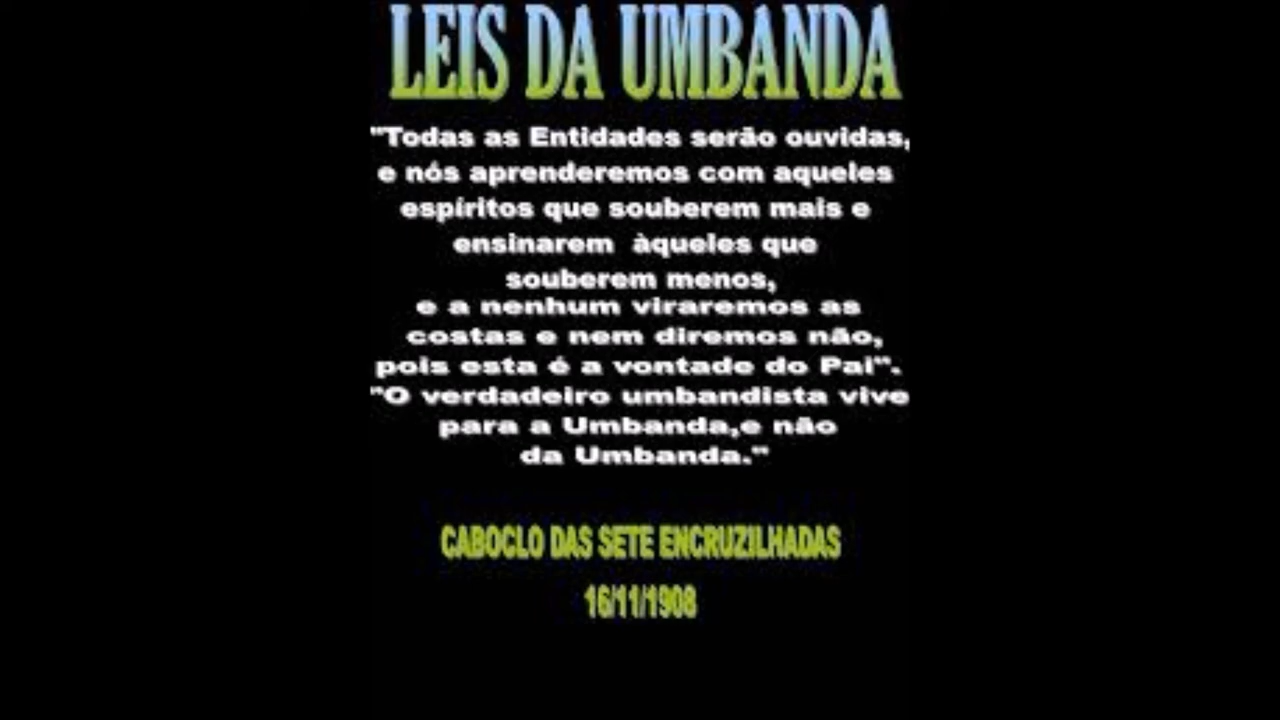 LEIS DA UMBANDA
"Todas as Entidades serão ouvidas,
e nós aprenderemos com aqueles
espíritos que souberem mais e
ensinarem àqueles que
souberem menos,
e a nenhum viraremos as
costas e nem diremos não,
pois esta é a vontade do Pai".
"O verdadeiro umbandista vive
para a Umbanda,e não
da Umbanda."
CABOCLO DAS SETE ENCRUZILHADAS
16/11/1908